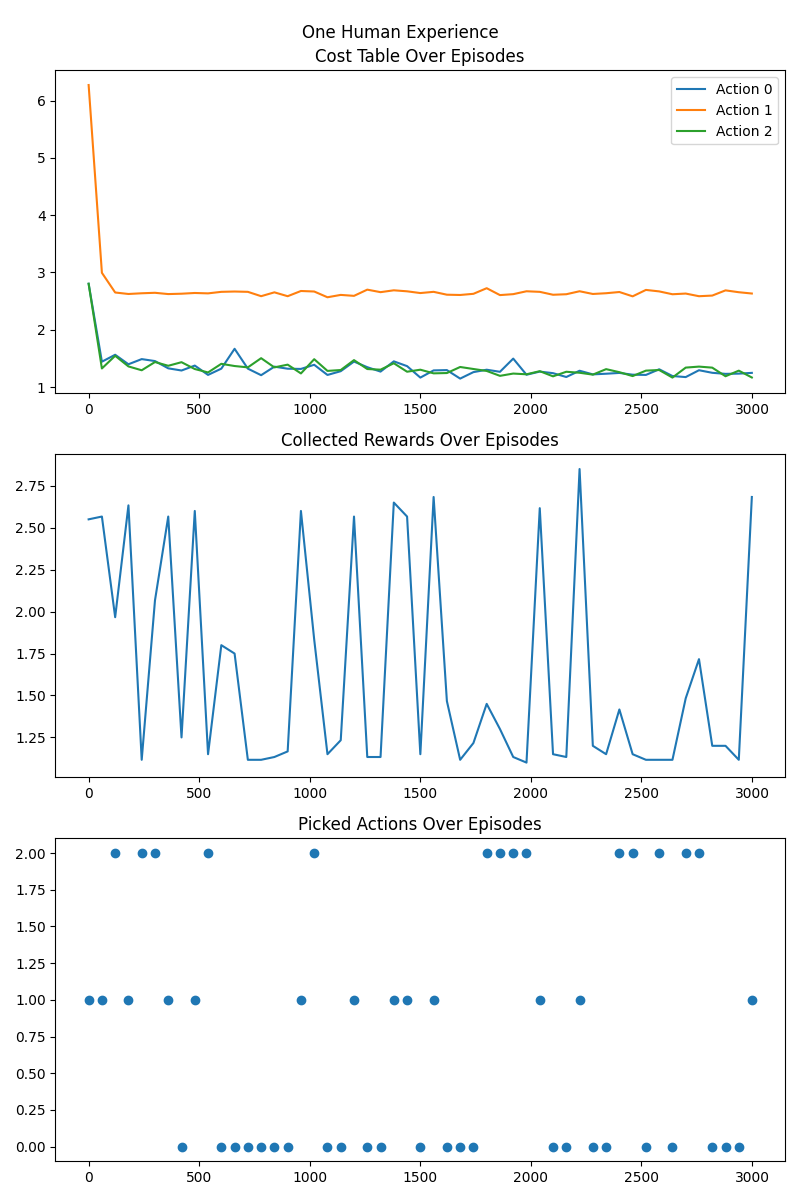 One Human Experience
Cost Table Over Episodes
Action 0
Action 1
Action 2
6
5
4
3
2
1
0 500 1000 1500 2000 2500 3000
Collected Rewards Over Episodes
2.75
2.50
2.25
2.00
1.75
1.50
1.25
0 500 1000 1500 2000 2500 3000
Picked Actions Over Episodes
2.00
1.75
1.50
1.25
1.00
0.75
0.50
0.25
0.00
0 500 1000 1500 2000 2500 3000